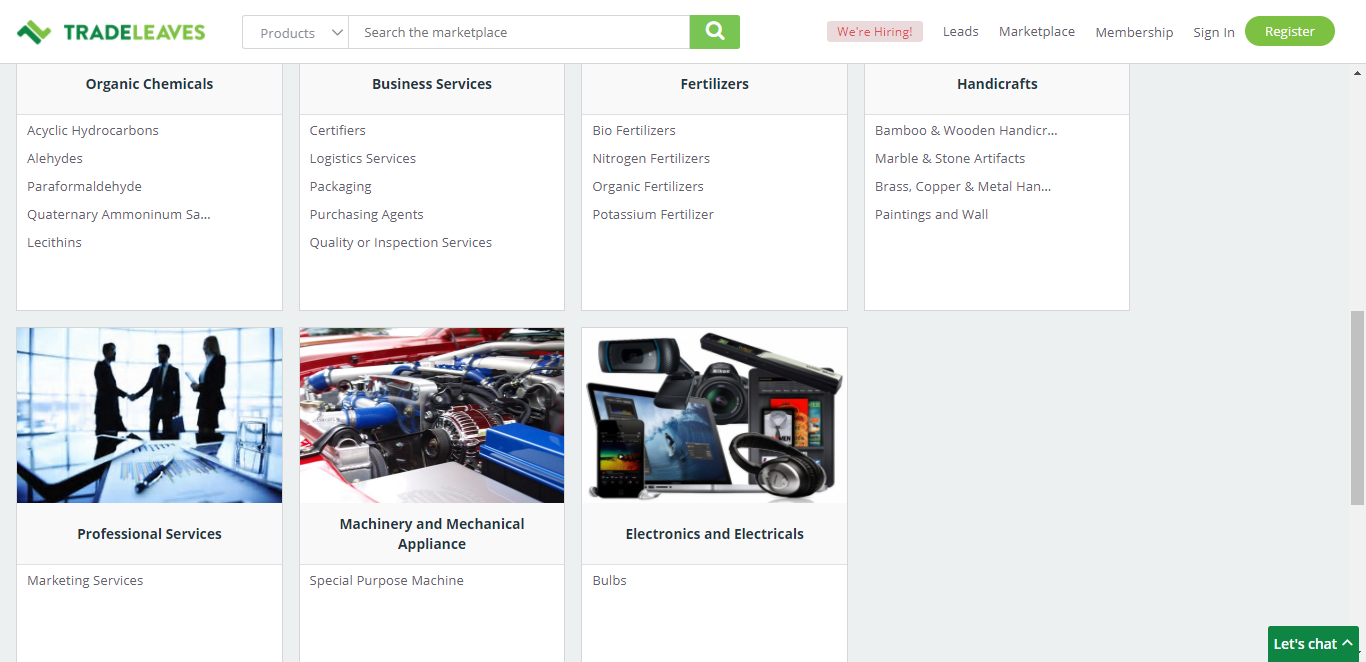 TRADELEAVES
Products
Search the marketplace
We're Hiring!
Leads
Marketplace
Membership
Sign In
Register
Organic Chemicals
Acyclic Hydrocarbons
Alehydes
Paraformaldehyde
Quaternary Ammoninum Sa...
Lecithins
Business Services
Certifiers
Logistics Services
Packaging
Purchasing Agents
Quality or Inspection Services
Fertilizers
Bio Fertilizers
Nitrogen Fertilizers
Organic Fertilizers
Potassium Fertilizer
Handicrafts
Bamboo & Wooden Handicr...
Marble & Stone Artifacts
Brass, Copper & Metal Han...
Paintings and Wall
Professional Services
Marketing Services
Machinery and Mechanical
Appliance
Special Purpose Machine
Nikon
Electronics and Electricals
Bulbs
Let's chat